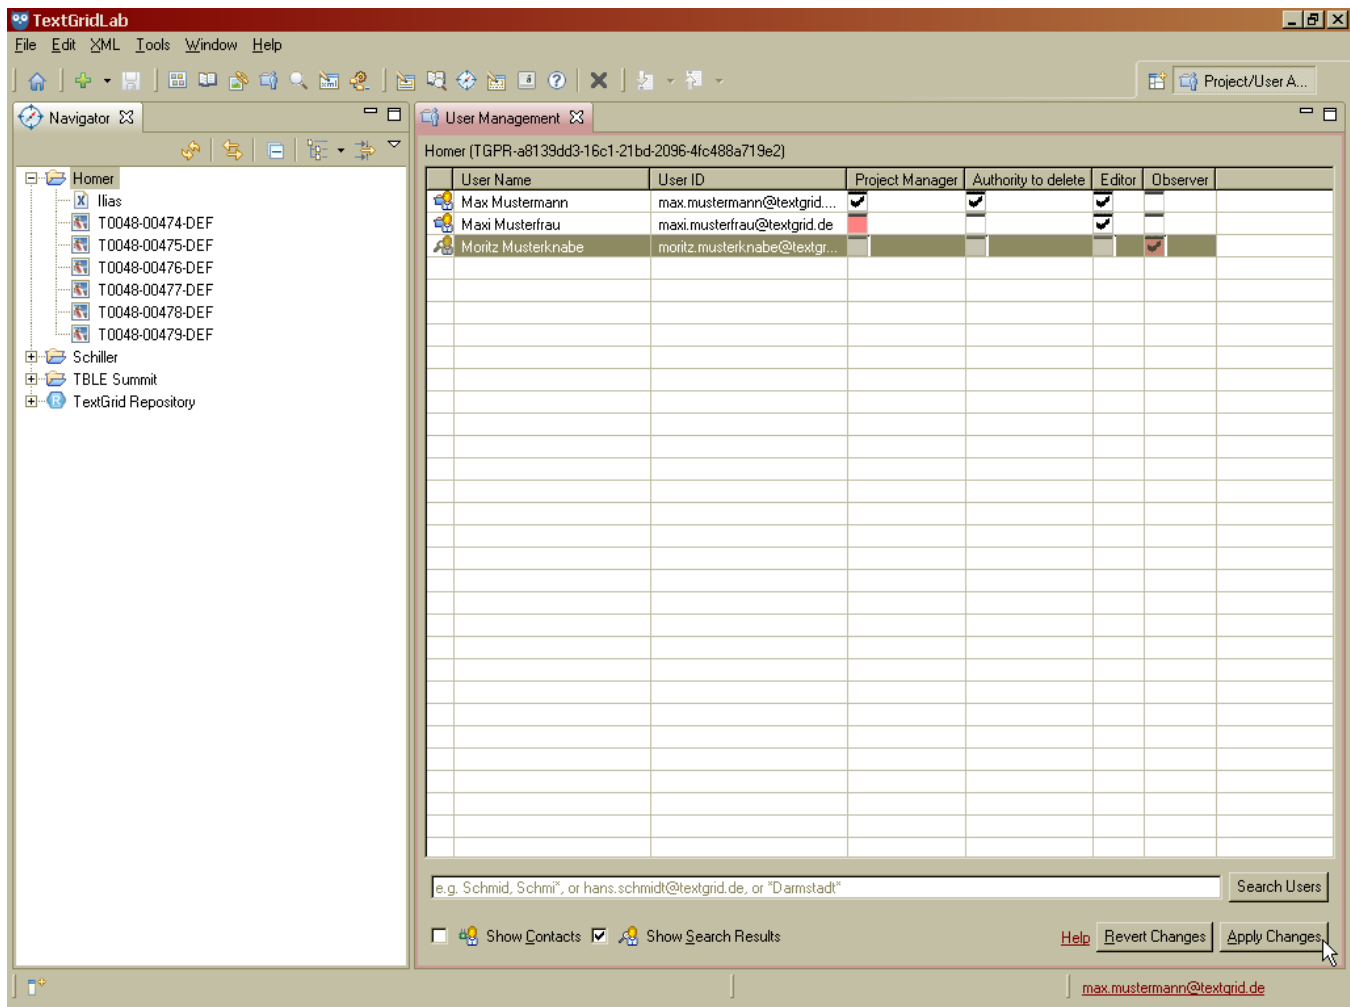 TextGridLab
File Edit XML Tools Window Help
Project/User A...
Navigator
User Management
Homer (TGPR-a8139dd3-16c1-21bd-2096-4fc488a719e2)
User Name User ID Project Manager Authority to delete Editor Observer
Max Mustermann max.mustermann@textgrid....
Maxi Musterfrau maxi.musterfrau@textgrid.de
Moritz Musterknabe moritz.musterknabe@textgr...
Homer
Ilias
T0048-00474-DEF
T0048-00475-DEF
T0048-00476-DEF
T0048-00477-DEF
T0048-00478-DEF
T0048-00479-DEF
Schiller
TBLE Summit
TextGrid Repository
e.g. Schmid, Schmi*, or hans.schmidt@textgrid.de, or *Darmstadt*
Search Users
Show Contacts Show Search Results Help Revert Changes Apply Changes
max.mustermann@textgrid.de